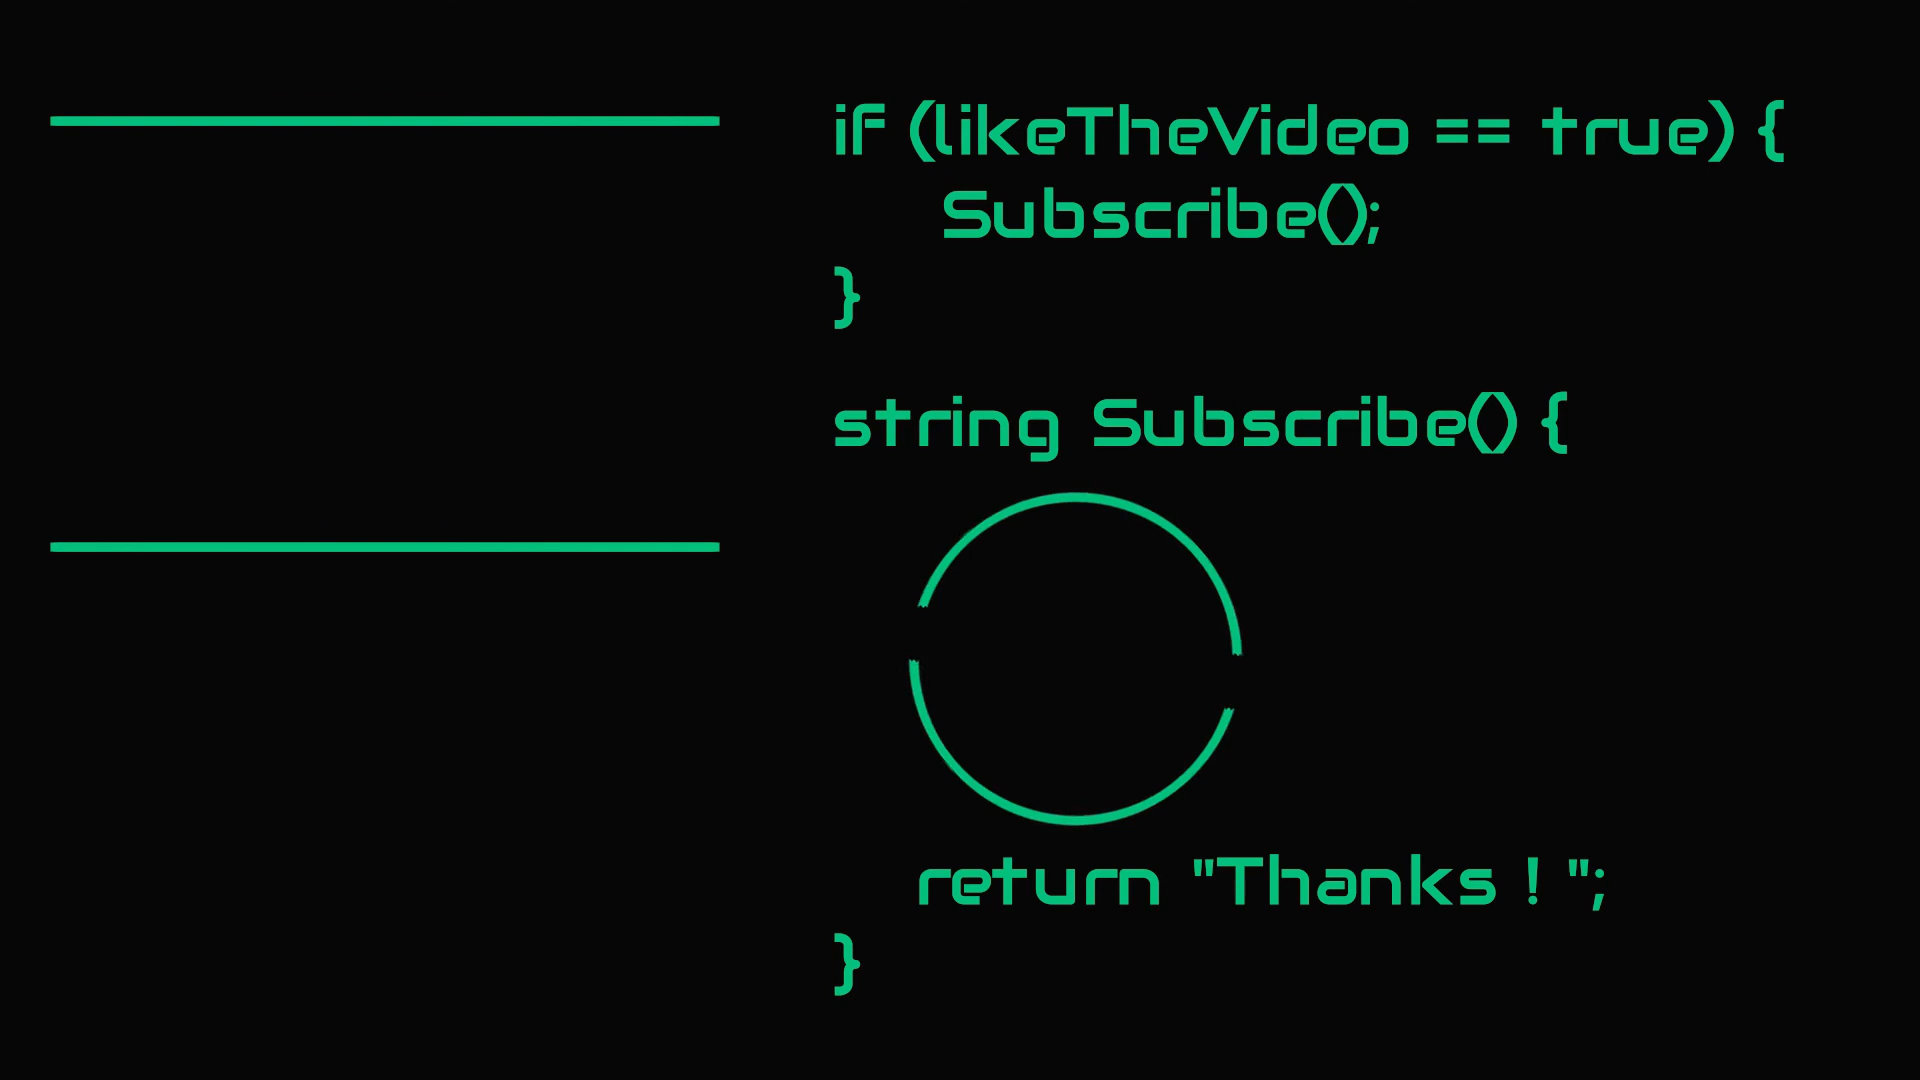 if (likeTheVideo == true) {
Subscribe();
}
string Subscribe() {
return "Thanks ! ";
}